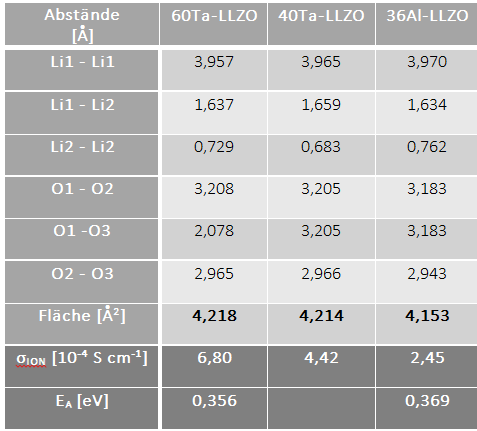 Abstände [Å] 60Ta-LLZO 40Ta-LLZO 36Al-LLZO
Li1 - Li1 3,957 3,965 3,970
Li1 - Li2 1,637 1,659 1,634
Li2 - Li2 0,729 0,683 0,762
O1 - O2 3,208 3,205 3,183
O1 -O3 2,078 3,205 3,183
O2 - O3 2,965 2,966 2,943
Fläche [Å²] 4,218 4,214 4,153
σION [10⁻⁴ S cm⁻¹] 6,80 4,42 2,45
EA [eV] 0,356 0,369